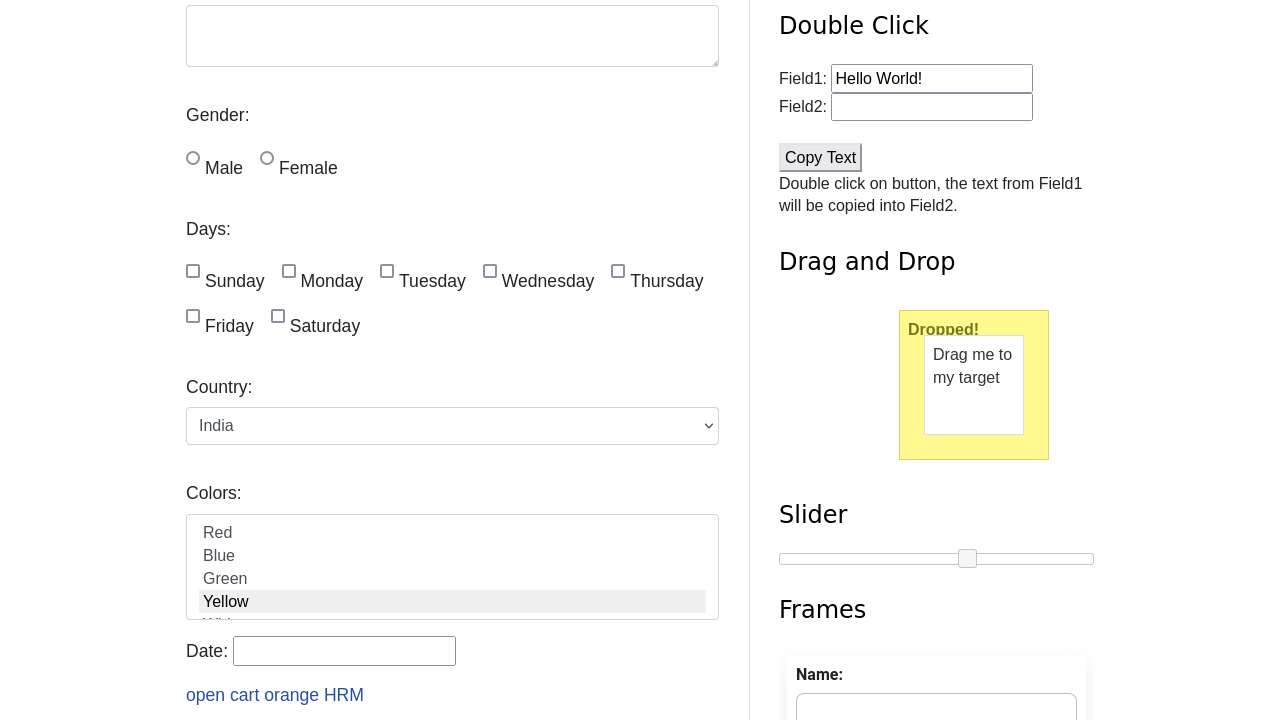 Gender:
Male Female
Days:
Sunday Monday Tuesday Wednesday Thursday
Friday Saturday
Country:
India
Colors:
Red
Blue
Green
Yellow
Date:
open cart orange HRM
Double Click
Field1: Hello World!
Field2:
Copy Text
Double click on button, the text from Field1
will be copied into Field2.
Drag and Drop
Dropped!
Drag me to
my target
Slider
Frames
Name: